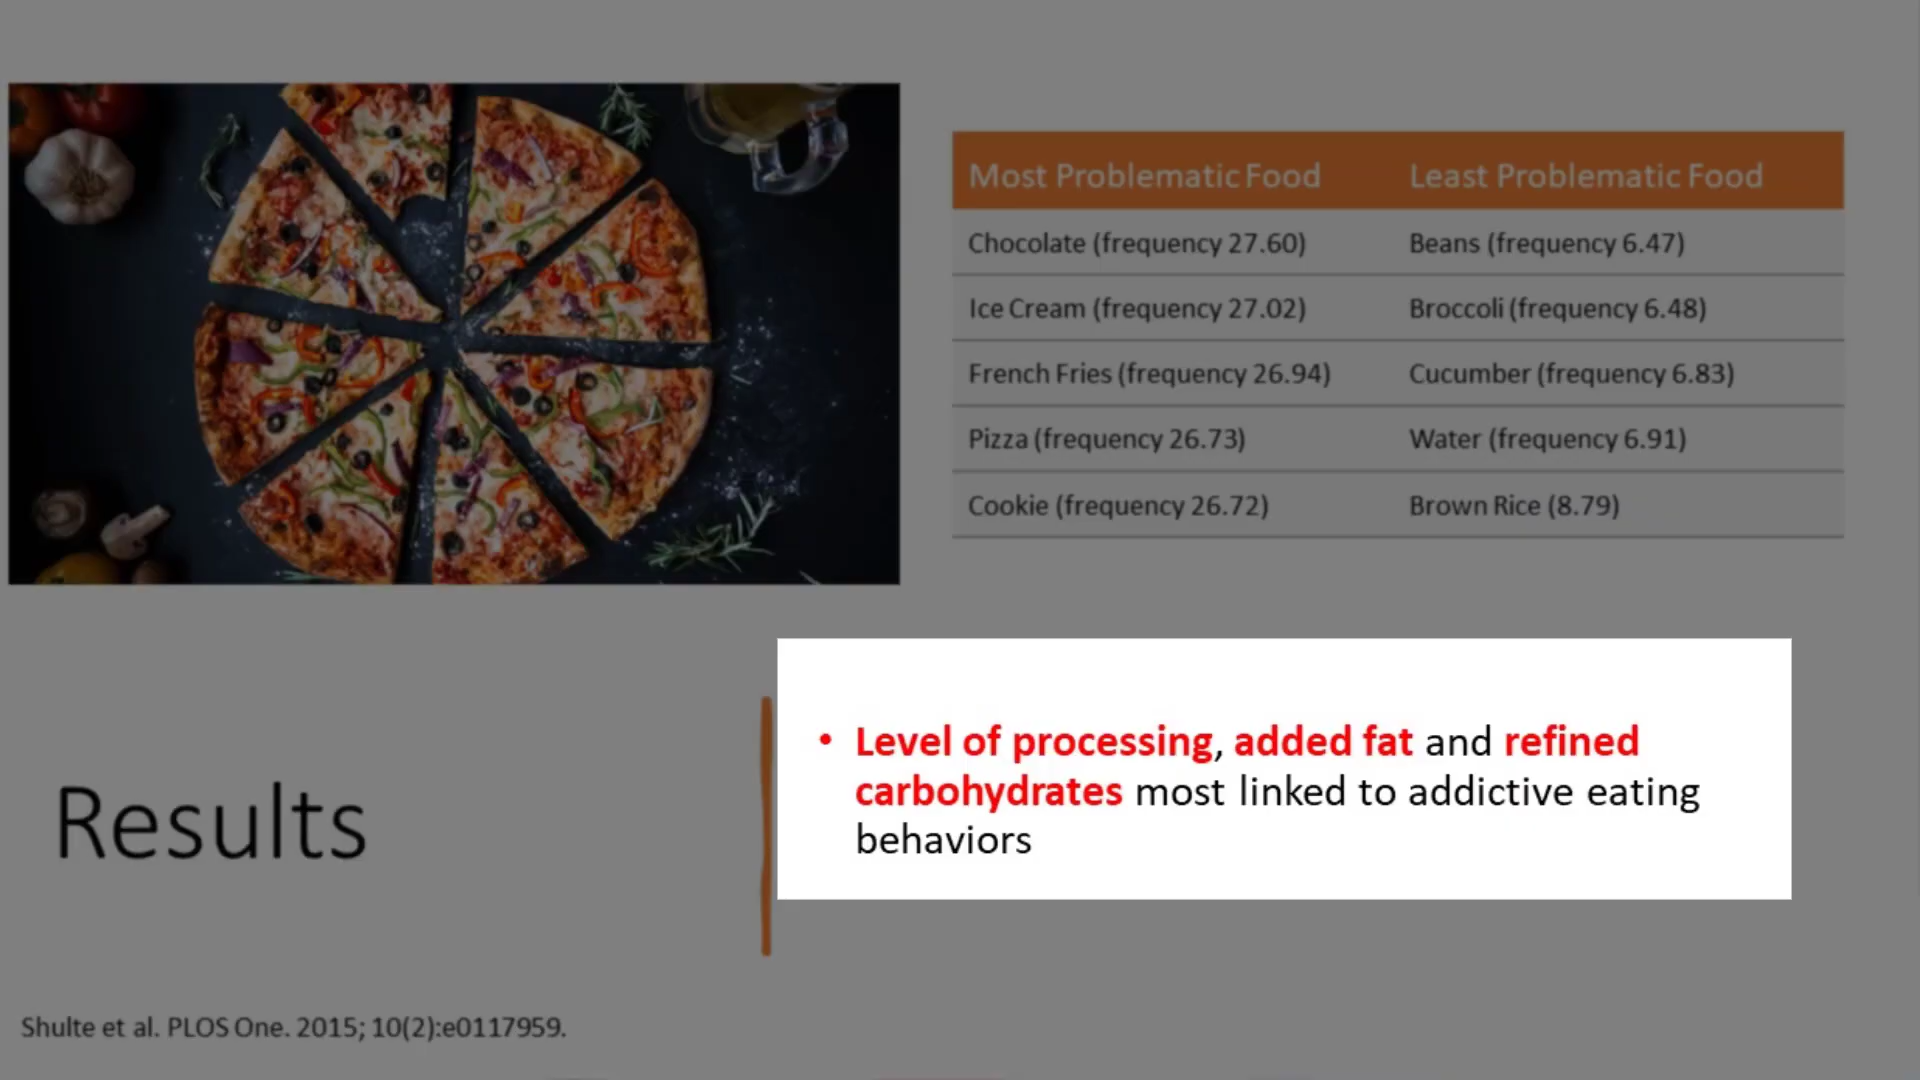 Most Problematic Food Least Problematic Food
Chocolate (frequency 27.60) Beans (frequency 6.47)
Ice Cream (frequency 27.02) Broccoli (frequency 6.48)
French Fries (frequency 26.94) Cucumber (frequency 6.83)
Pizza (frequency 26.73) Water (frequency 6.91)
Cookie (frequency 26.72) Brown Rice (8.79)
Results
• Level of processing, added fat and refined
carbohydrates most linked to addictive eating
behaviors
Shulte et al. PLOS One. 2015; 10(2):e0117959.